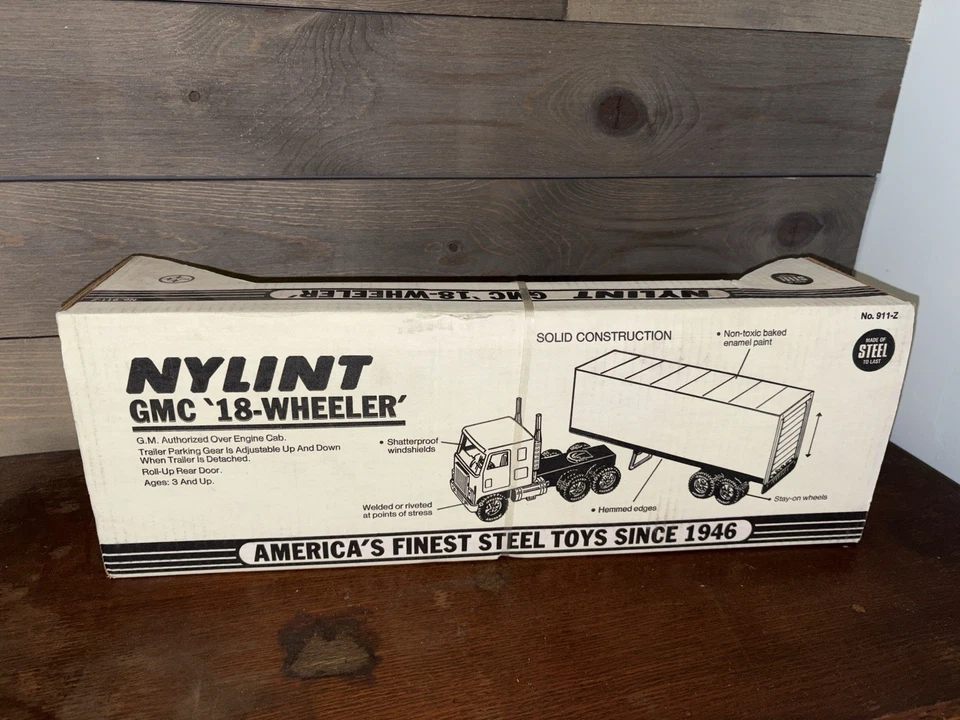 NYLINT GMC '18-WHEELER'
No. 911-Z
MADE OF
STEEL
TO LAST
SOLID CONSTRUCTION
• Non-toxic baked
enamel paint
NYLINT
GMC '18-WHEELER'
G.M. Authorized Over Engine Cab.
Trailer Parking Gear Is Adjustable Up And Down
When Trailer Is Detached.
Roll-Up Rear Door.
Ages: 3 And Up.
• Shatterproof
windshields
Welded or riveted
at points of stress
• Hemmed edges
Stay-on wheels
AMERICA'S FINEST STEEL TOYS SINCE 1946